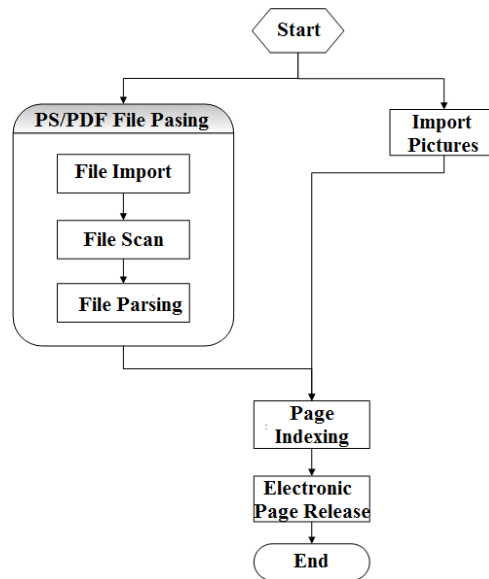 Start
PS/PDF File Pasing
File Import
File Scan
File Parsing
Import
Pictures
Page
Indexing
Electronic
Page Release
End